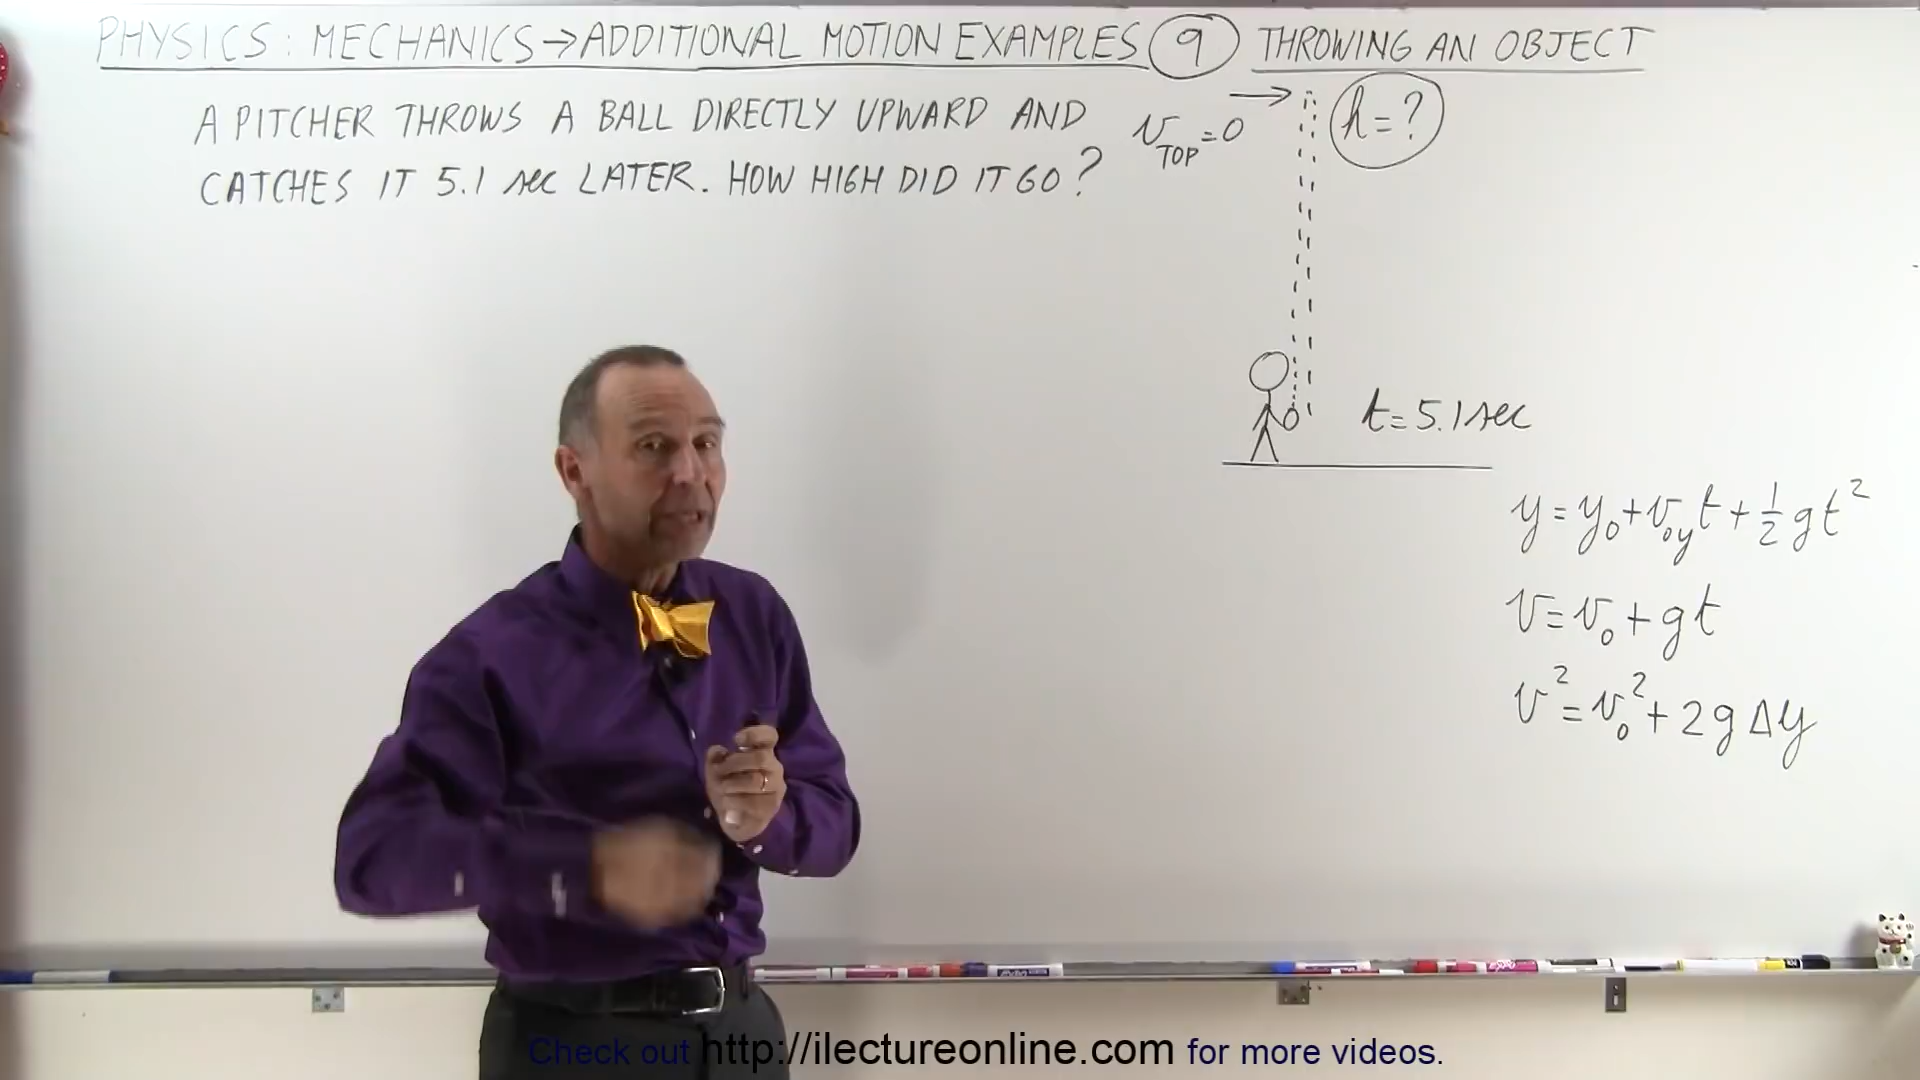 PHYSICS: MECHANICS → ADDITIONAL MOTION EXAMPLES 9 THROWING AN OBJECT
A PITCHER THROWS A BALL DIRECTLY UPWARD AND
CATCHES IT 5.1 sec LATER. HOW HIGH DID IT GO?
v_TOP = 0
h = ?
t = 5.1 sec
y = y₀ + v₀y t + 1/2 g t²
v = v₀ + g t
v² = v₀² + 2 g Δy
Check out http://ilectureonline.com for more videos.